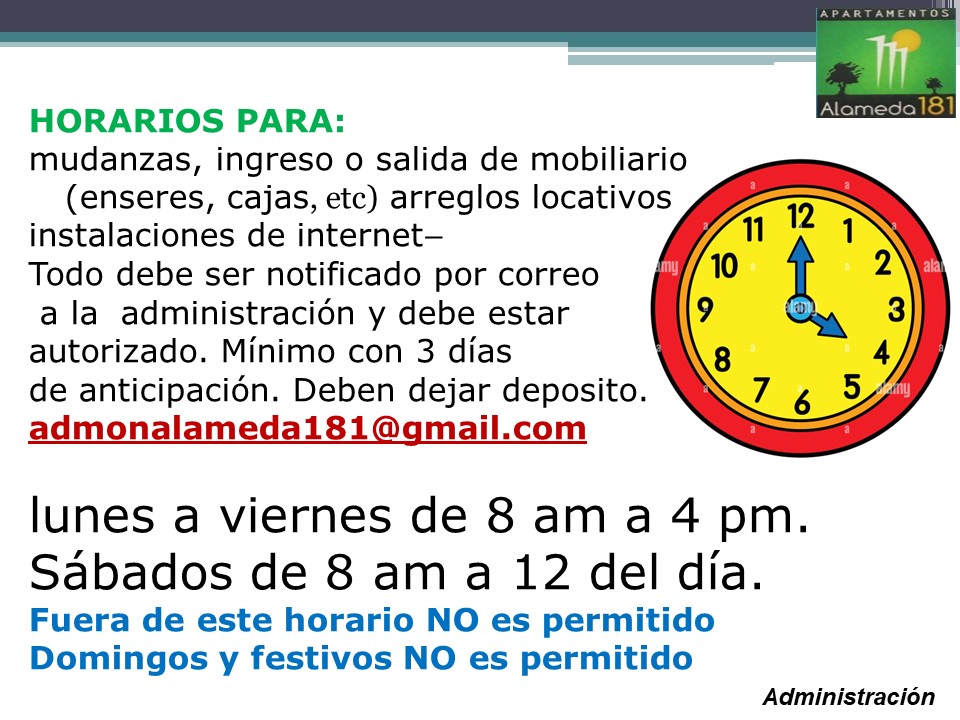 APARTAMENTOS
Alameda181
HORARIOS PARA:
mudanzas, ingreso o salida de mobiliario
(enseres, cajas, etc) arreglos locativos
instalaciones de internet–
Todo debe ser notificado por correo
a la administración y debe estar
autorizado. Mínimo con 3 días
de anticipación. Deben dejar deposito.
admonalameda181@gmail.com
12
11 1
10 2
9 3
8 4
7 5
6
alamy
alamy
lunes a viernes de 8 am a 4 pm.
Sábados de 8 am a 12 del día.
Fuera de este horario NO es permitido
Domingos y festivos NO es permitido
Administración